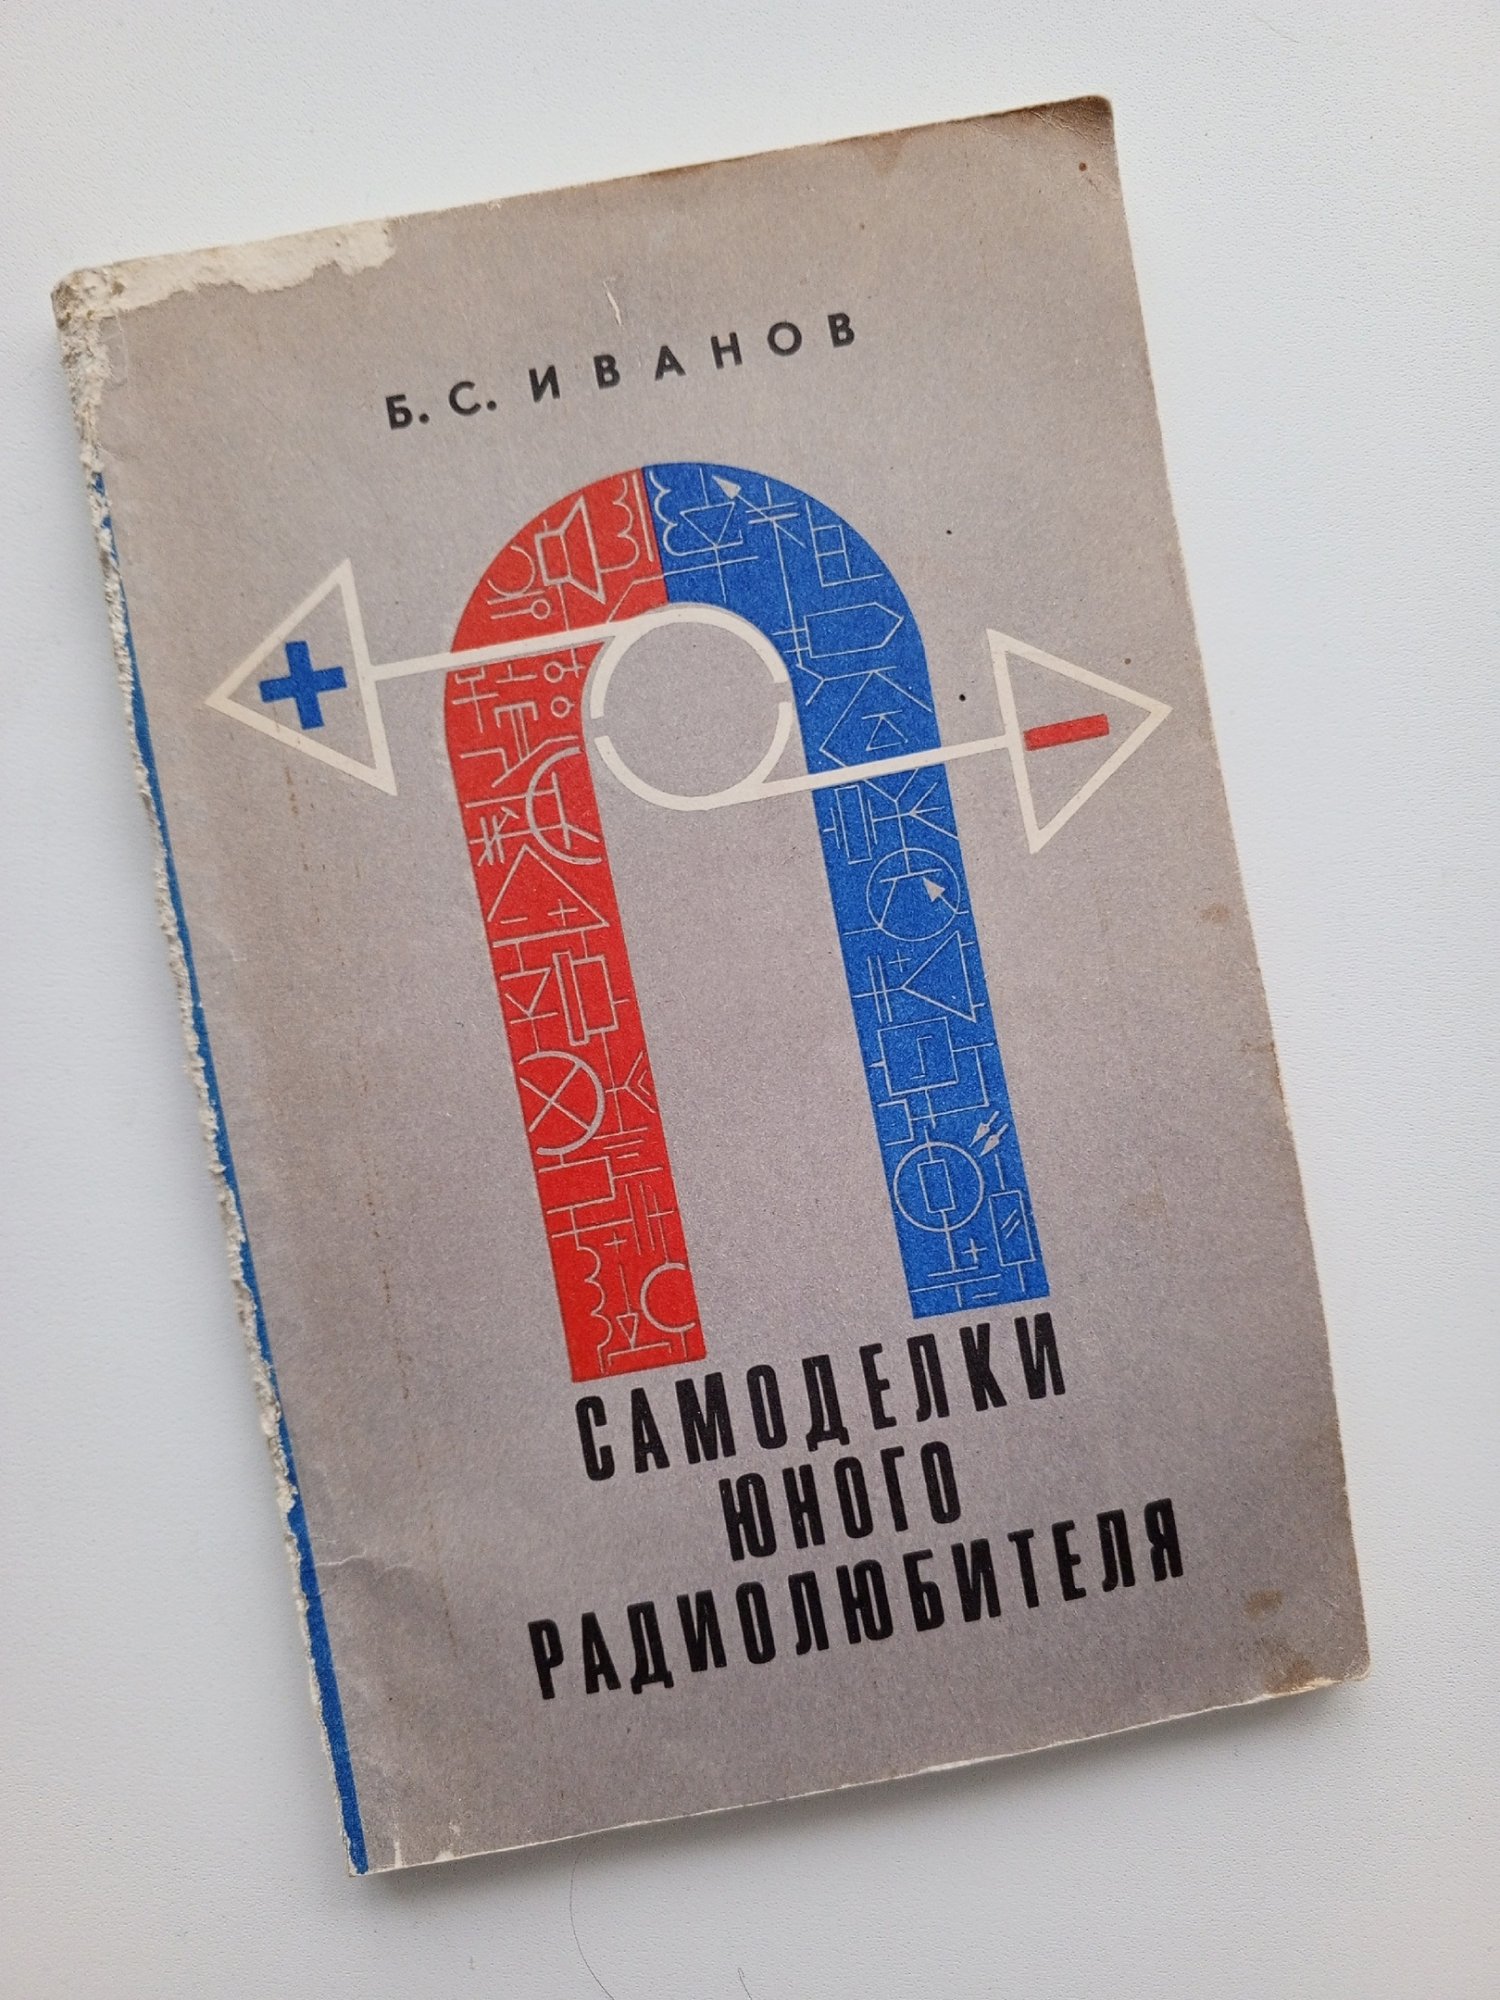 Б. С. ИВАНОВ
+
−
САМОДЕЛКИ
ЮНОГО
РАДИОЛЮБИТЕЛЯ